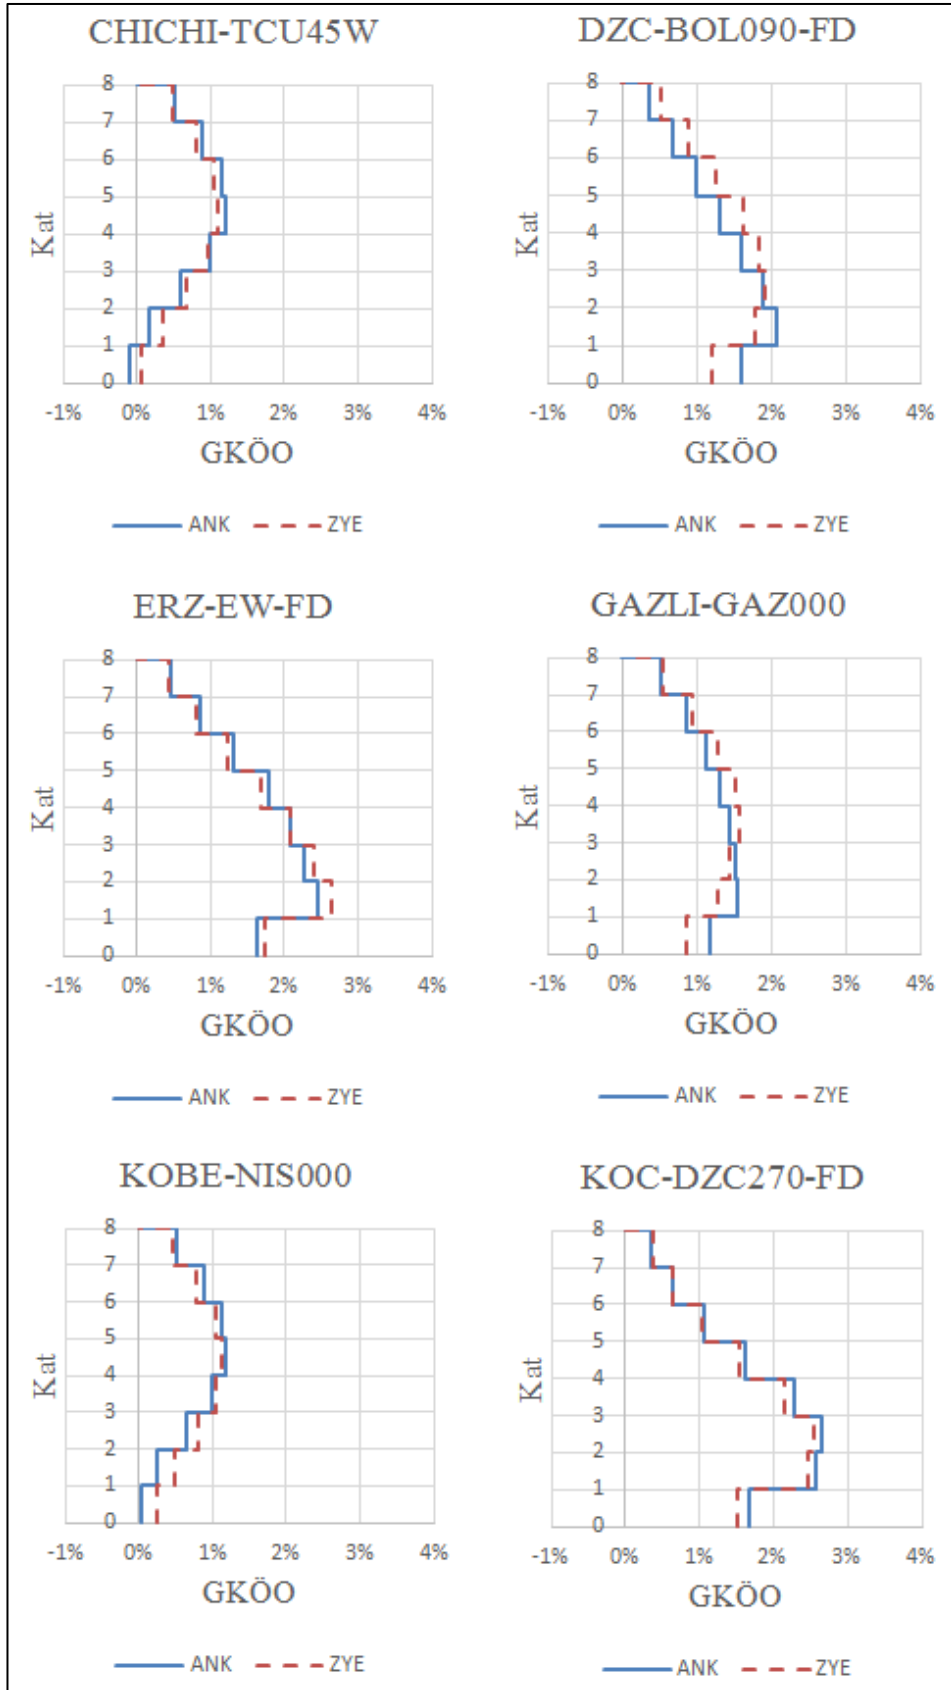 CHICHI-TCU45W
8
7
6
5
4
3
2
1
0
Kat
-1% 0% 1% 2% 3% 4%
GKÖO
ANK ZYE
DZC-BOL090-FD
8
7
6
5
4
3
2
1
0
Kat
-1% 0% 1% 2% 3% 4%
GKÖO
ANK ZYE
ERZ-EW-FD
8
7
6
5
4
3
2
1
0
Kat
-1% 0% 1% 2% 3% 4%
GKÖO
ANK ZYE
GAZLI-GAZ000
8
7
6
5
4
3
2
1
0
Kat
-1% 0% 1% 2% 3% 4%
GKÖO
ANK ZYE
KOBE-NIS000
8
7
6
5
4
3
2
1
0
Kat
-1% 0% 1% 2% 3% 4%
GKÖO
ANK ZYE
KOC-DZC270-FD
8
7
6
5
4
3
2
1
0
Kat
-1% 0% 1% 2% 3% 4%
GKÖO
ANK ZYE